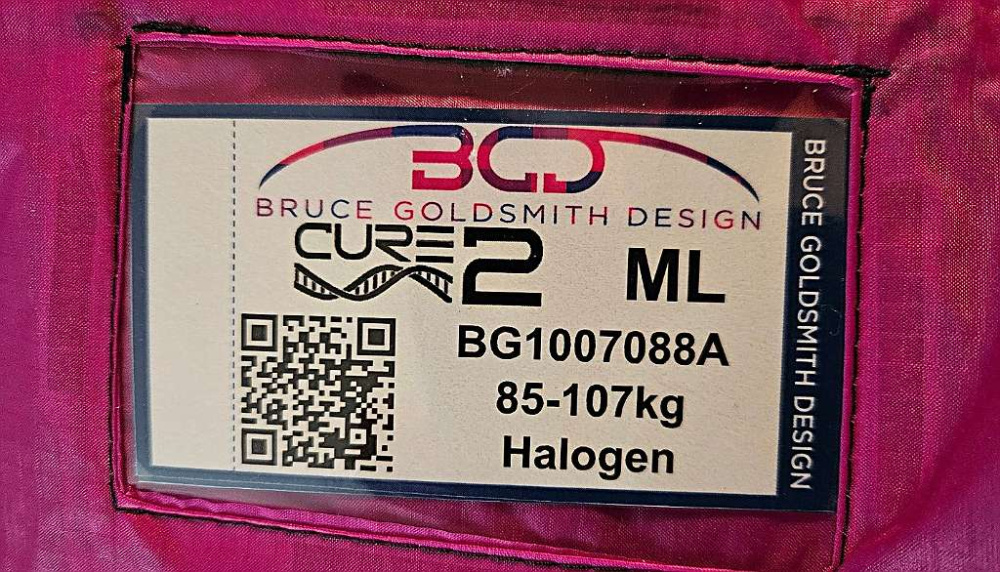 BGD
BRUCE GOLDSMITH DESIGN
CURE 2 ML
BG1007088A
85-107kg
Halogen
BRUCE GOLDSMITH DESIGN